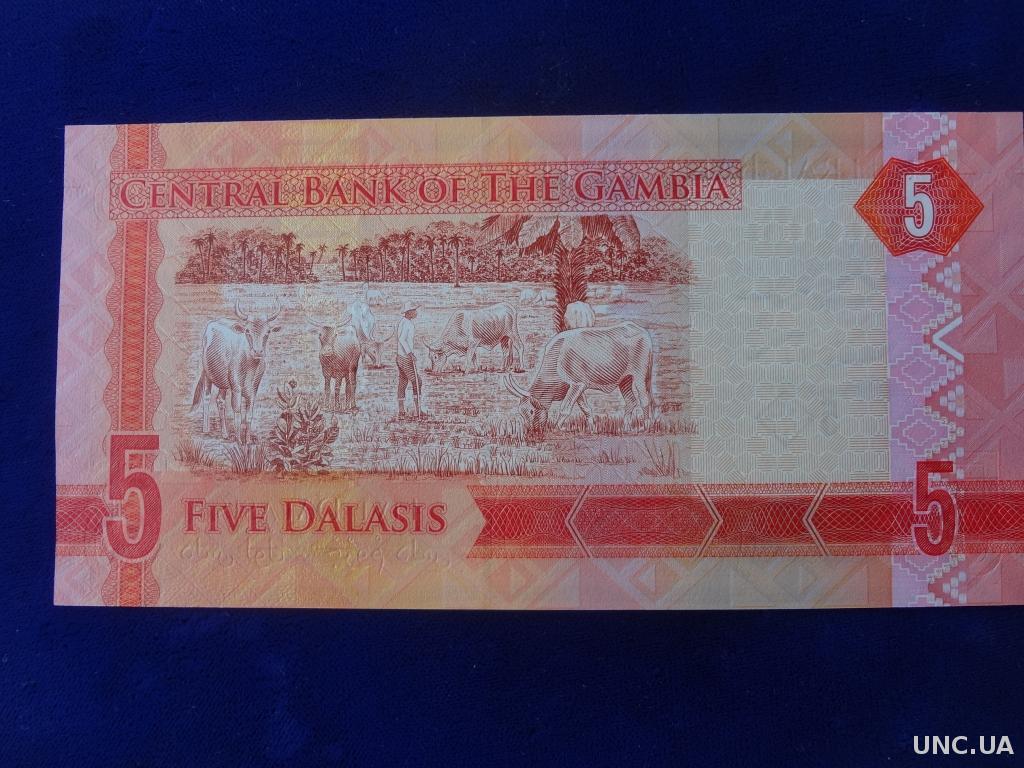 CENTRAL BANK OF THE GAMBIA
5
5
FIVE DALASIS
5
UNC.UA